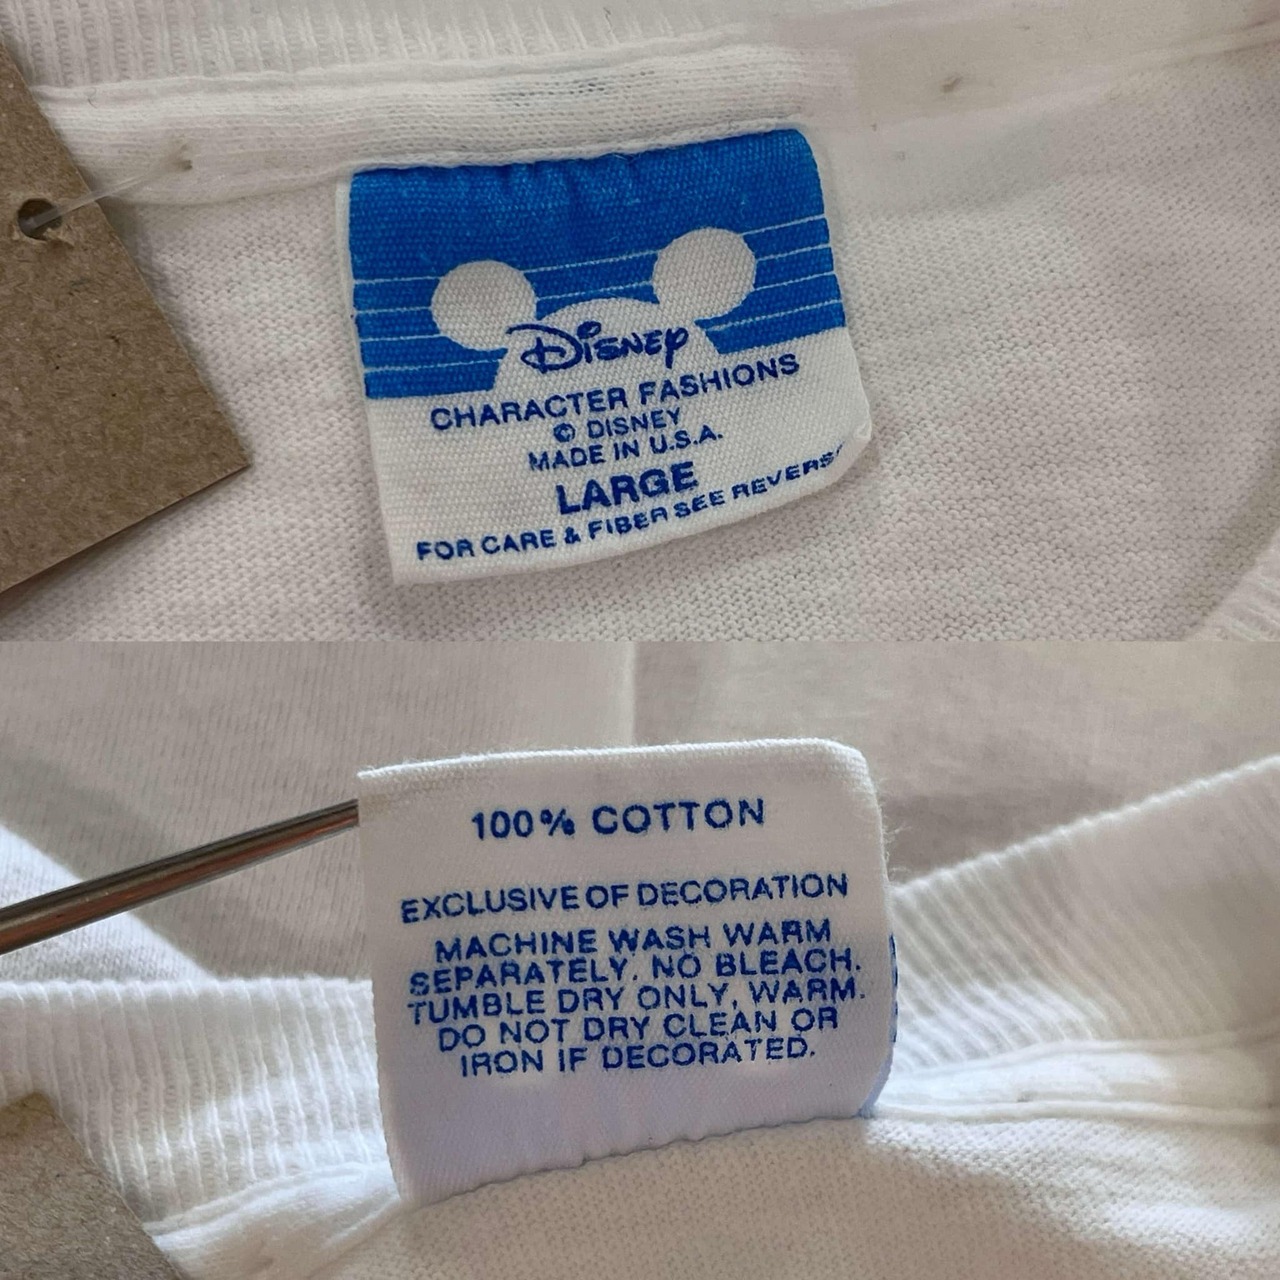 Disney
CHARACTER FASHIONS
© DISNEY
MADE IN U.S.A.
LARGE
FOR CARE & FIBER SEE REVERSE
100% COTTON
EXCLUSIVE OF DECORATION
MACHINE WASH WARM
SEPARATELY. NO BLEACH.
TUMBLE DRY ONLY, WARM.
DO NOT DRY CLEAN OR
IRON IF DECORATED.